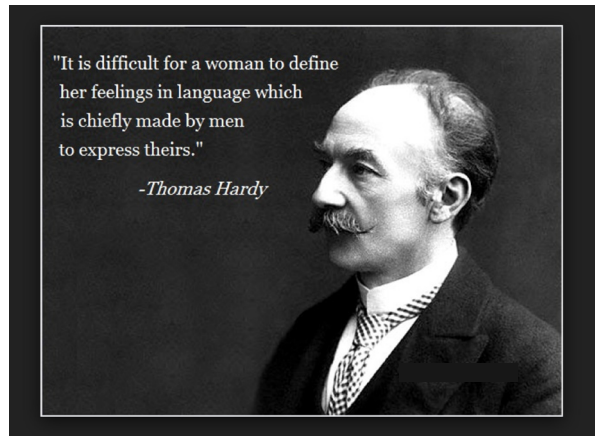 "It is difficult for a woman to define
her feelings in language which
is chiefly made by men
to express theirs."
-Thomas Hardy